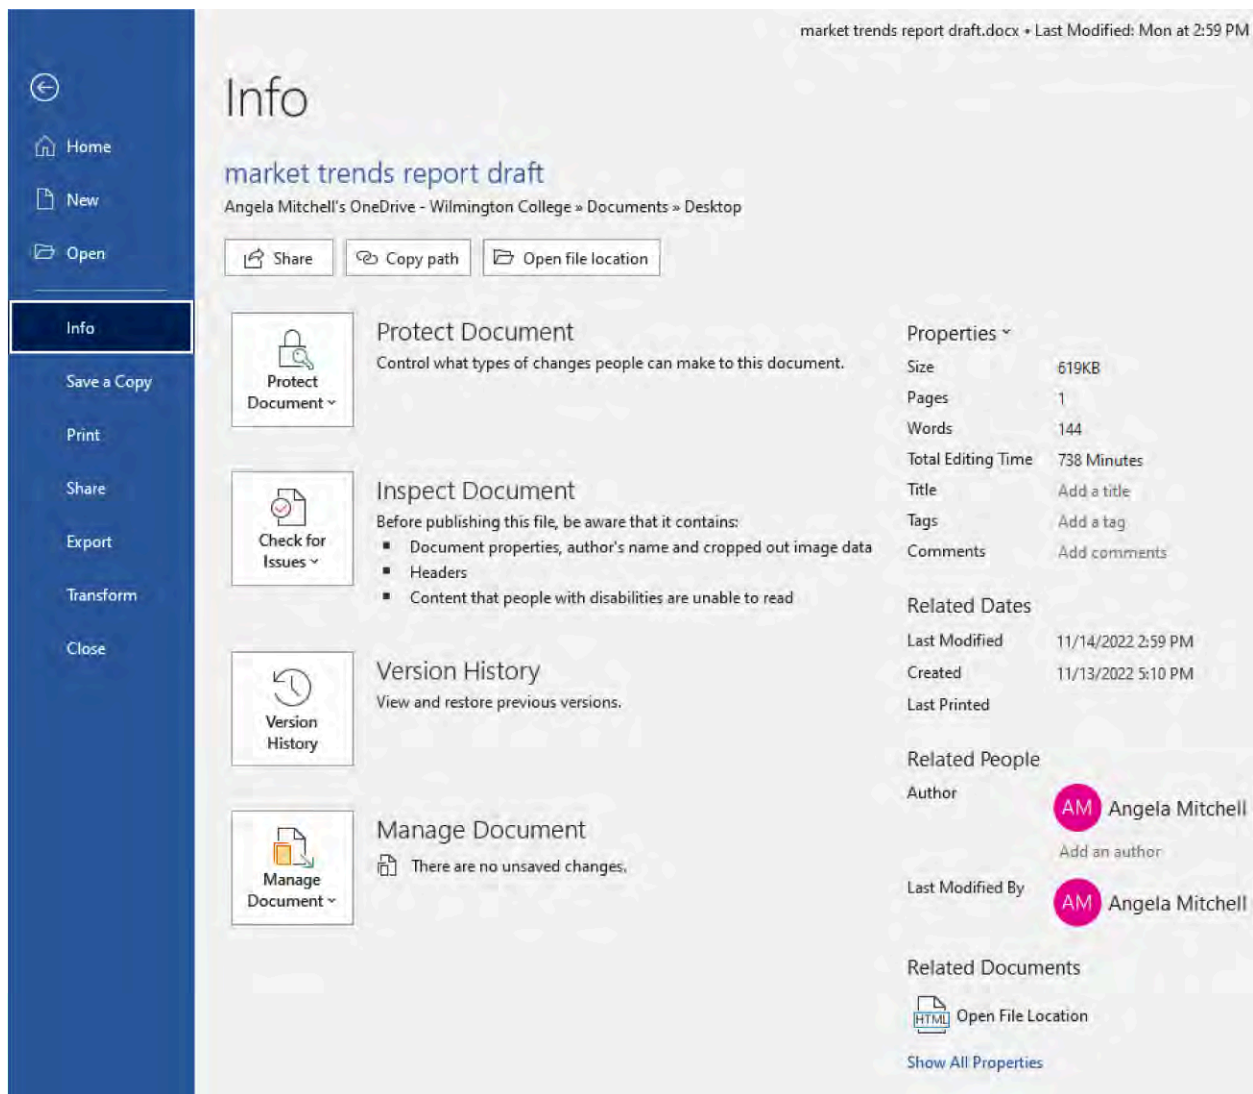 market trends report draft.docx • Last Modified: Mon at 2:59 PM
Info
Home
New
Open
Info
Save a Copy
Print
Share
Export
Transform
Close
market trends report draft
Angela Mitchell's OneDrive - Wilmington College » Documents » Desktop
Share
Copy path
Open file location
Protect
Document
Protect Document
Control what types of changes people can make to this document.
Check for
Issues
Inspect Document
Before publishing this file, be aware that it contains:
▪ Document properties, author's name and cropped out image data
▪ Headers
▪ Content that people with disabilities are unable to read
Version
History
Version History
View and restore previous versions.
Manage
Document
Manage Document
There are no unsaved changes.
Properties
Size 619KB
Pages 1
Words 144
Total Editing Time 738 Minutes
Title Add a title
Tags Add a tag
Comments Add comments
Related Dates
Last Modified 11/14/2022 2:59 PM
Created 11/13/2022 5:10 PM
Last Printed
Related People
Author AM Angela Mitchell
Add an author
Last Modified By AM Angela Mitchell
Related Documents
HTML Open File Location
Show All Properties